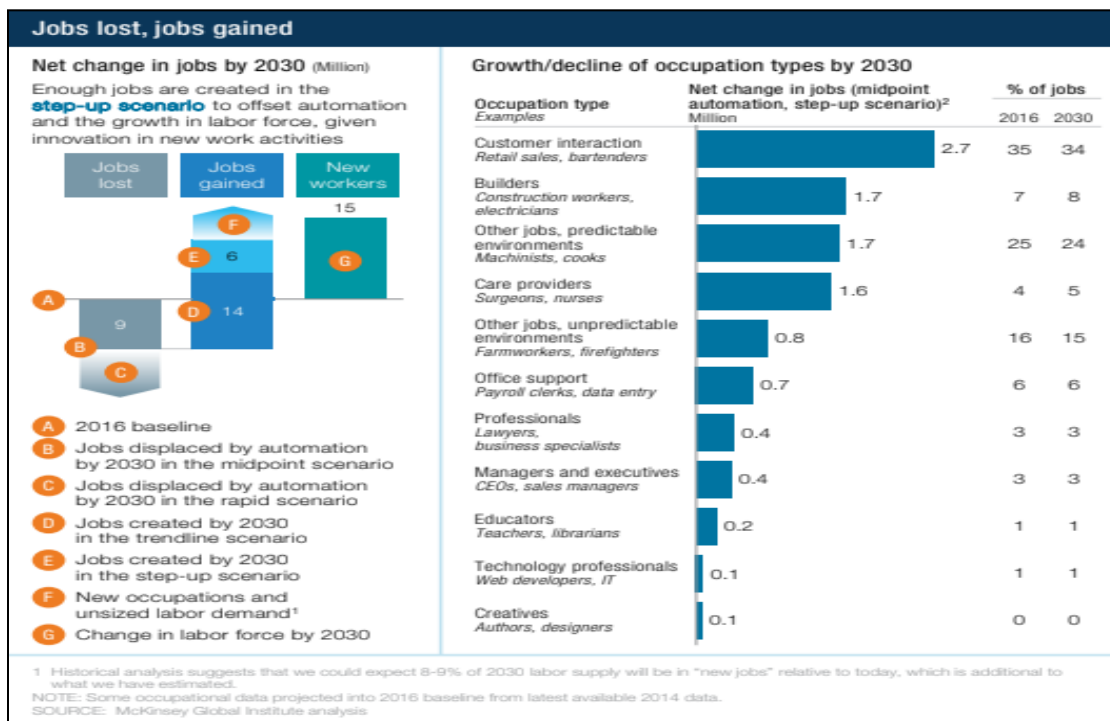 Jobs lost, jobs gained
Net change in jobs by 2030 (Million)
Enough jobs are created in the
step-up scenario to offset automation
and the growth in labor force, given
innovation in new work activities
Jobs
lost
Jobs
gained
New
workers
15
F
E
6
G
A
9
D
14
B
C
A 2016 baseline
B Jobs displaced by automation
by 2030 in the midpoint scenario
C Jobs displaced by automation
by 2030 in the rapid scenario
D Jobs created by 2030
in the trendline scenario
E Jobs created by 2030
in the step-up scenario
F New occupations and
unsized labor demand¹
G Change in labor force by 2030
Growth/decline of occupation types by 2030
Occupation type
Examples
Net change in jobs (midpoint
automation, step-up scenario)²
Million
% of jobs
2016 2030
Customer interaction
Retail sales, bartenders
2.7 35 34
Builders
Construction workers,
electricians
1.7 7 8
Other jobs, predictable
environments
Machinists, cooks
1.7 25 24
Care providers
Surgeons, nurses
1.6 4 5
Other jobs, unpredictable
environments
Farmworkers, firefighters
0.8 16 15
Office support
Payroll clerks, data entry
0.7 6 6
Professionals
Lawyers,
business specialists
0.4 3 3
Managers and executives
CEOs, sales managers
0.4 3 3
Educators
Teachers, librarians
0.2 1 1
Technology professionals
Web developers, IT
0.1 1 1
Creatives
Authors, designers
0.1 0 0
1 Historical analysis suggests that we could expect 8-9% of 2030 labor supply will be in "new jobs" relative to today, which is additional to
what we have estimated.
NOTE: Some occupational data projected into 2016 baseline from latest available 2014 data.
SOURCE: McKinsey Global Institute analysis